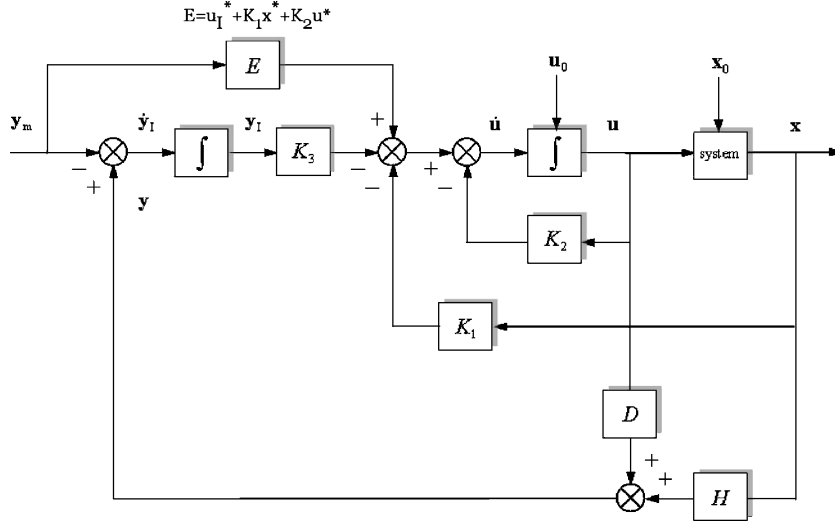 E=u_I^*+K_1x^*+K_2u^*
E
u_0
x_0
y_m
ẏ_I
y_I
+
u̇
u
x
∫
K_3
∫
system
−
+
−
−
+
−
y
K_2
K_1
D
+
+
H